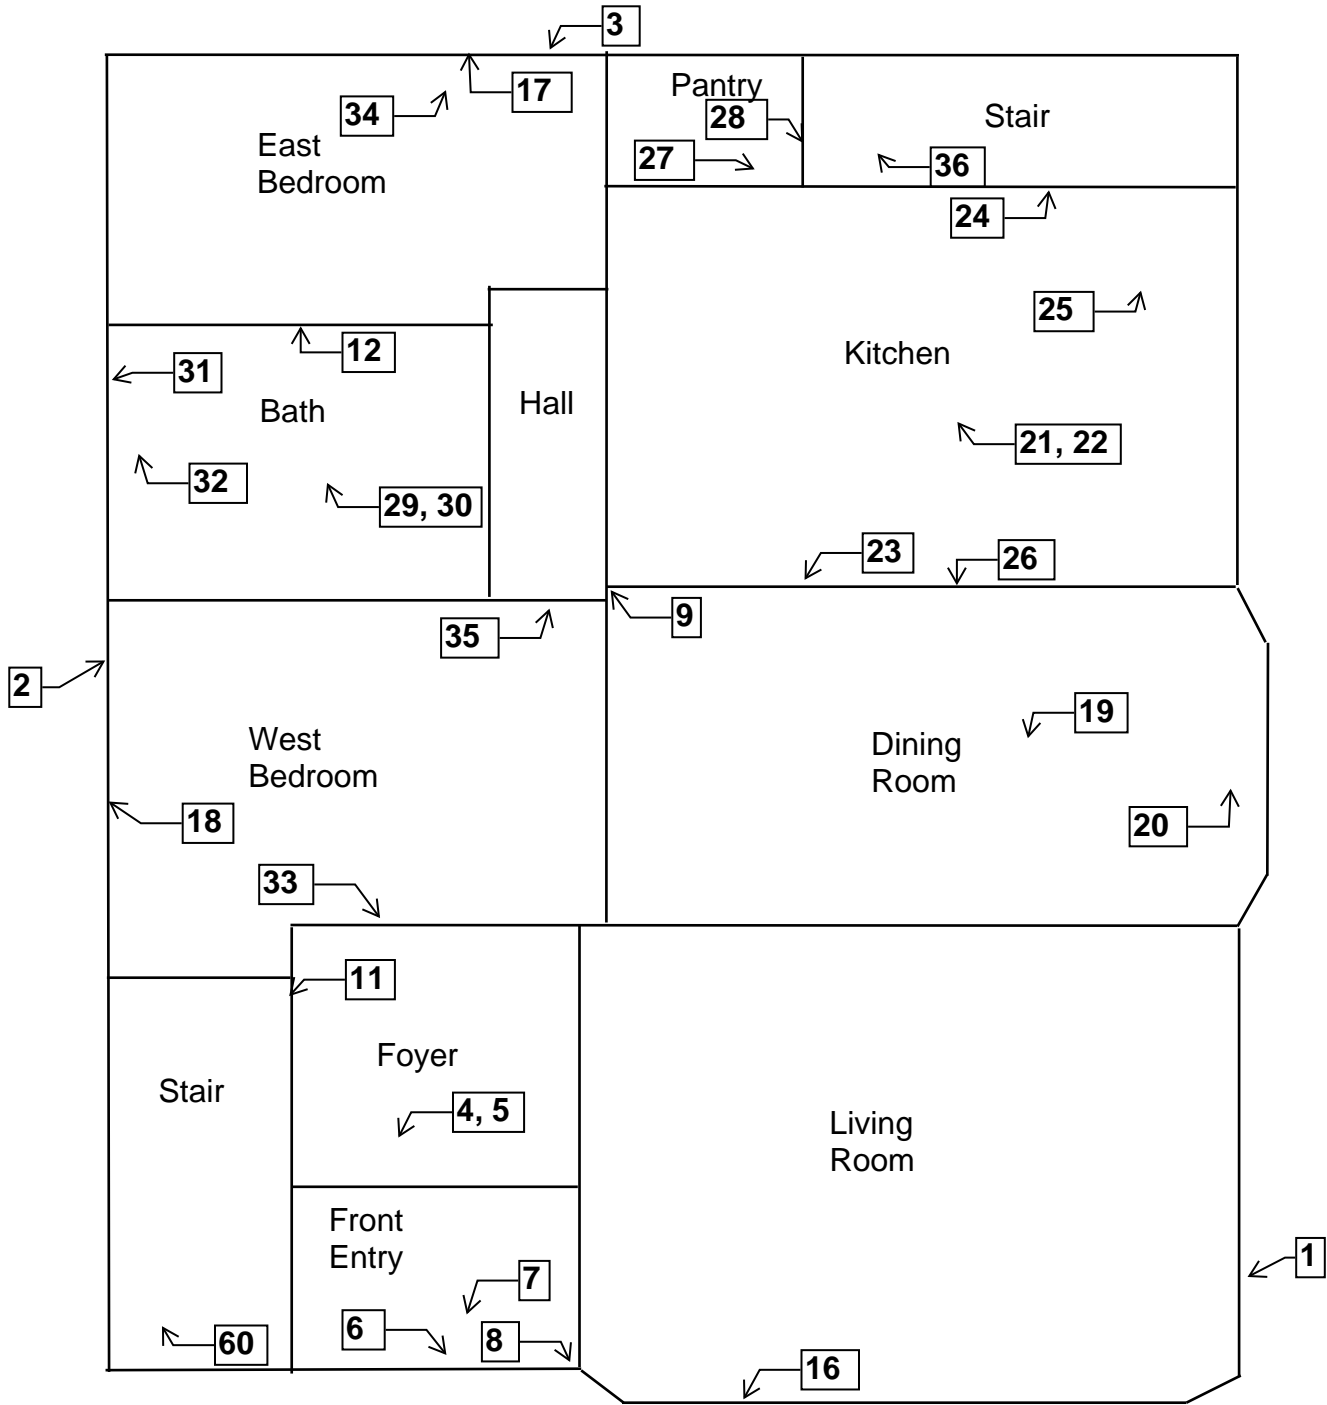 3
Pantry
17
34
28
Stair
East
Bedroom
27
36
24
25
12
Kitchen
31
Hall
Bath
21, 22
32
29, 30
23
26
9
35
2
19
West
Bedroom
Dining
Room
18
20
33
11
Foyer
Stair
4, 5
Living
Room
Front
Entry
1
7
6
8
60
16